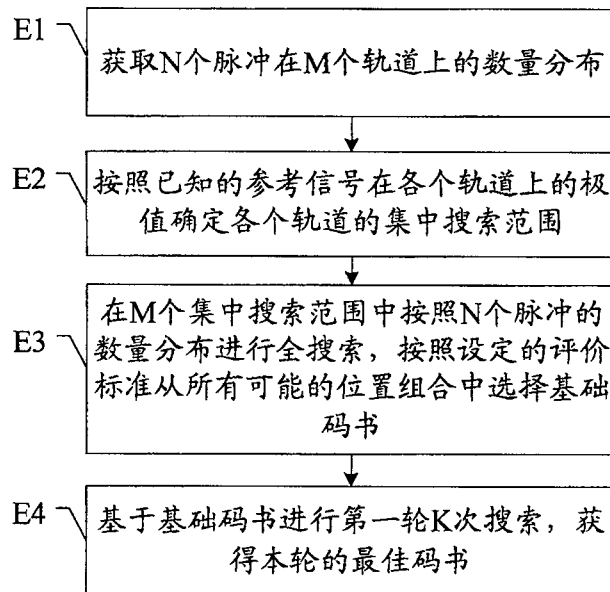 E1
获取N个脉冲在M个轨道上的数量分布
E2
按照已知的参考信号在各个轨道上的极
值确定各个轨道的集中搜索范围
E3
在M个集中搜索范围中按照N个脉冲的
数量分布进行全搜索，按照设定的评价
标准从所有可能的位置组合中选择基础
码书
E4
基于基础码书进行第一轮K次搜索，获
得本轮的最佳码书